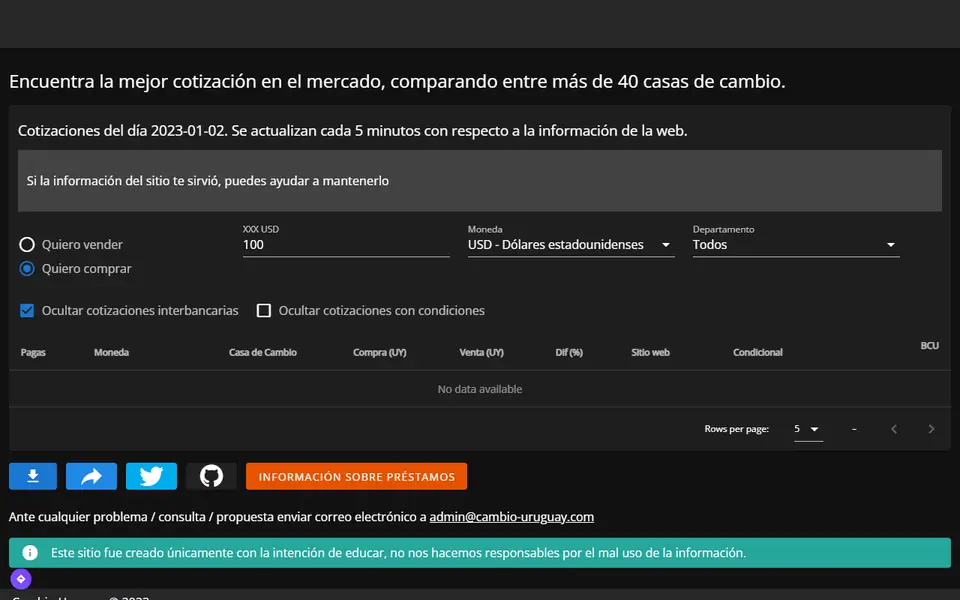 Encuentra la mejor cotización en el mercado, comparando entre más de 40 casas de cambio.
Cotizaciones del día 2023-01-02. Se actualizan cada 5 minutos con respecto a la información de la web.
Si la información del sitio te sirvió, puedes ayudar a mantenerlo
Quiero vender
Quiero comprar
XXX USD
100
Moneda
USD - Dólares estadounidenses
Departamento
Todos
Ocultar cotizaciones interbancarias
Ocultar cotizaciones con condiciones
Pagas Moneda Casa de Cambio Compra (UY) Venta (UY) Dif (%) Sitio web Condicional BCU
No data available
Rows per page: 5 –
INFORMACIÓN SOBRE PRÉSTAMOS
Ante cualquier problema / consulta / propuesta enviar correo electrónico a admin@cambio-uruguay.com
Este sitio fue creado únicamente con la intención de educar, no nos hacemos responsables por el mal uso de la información.